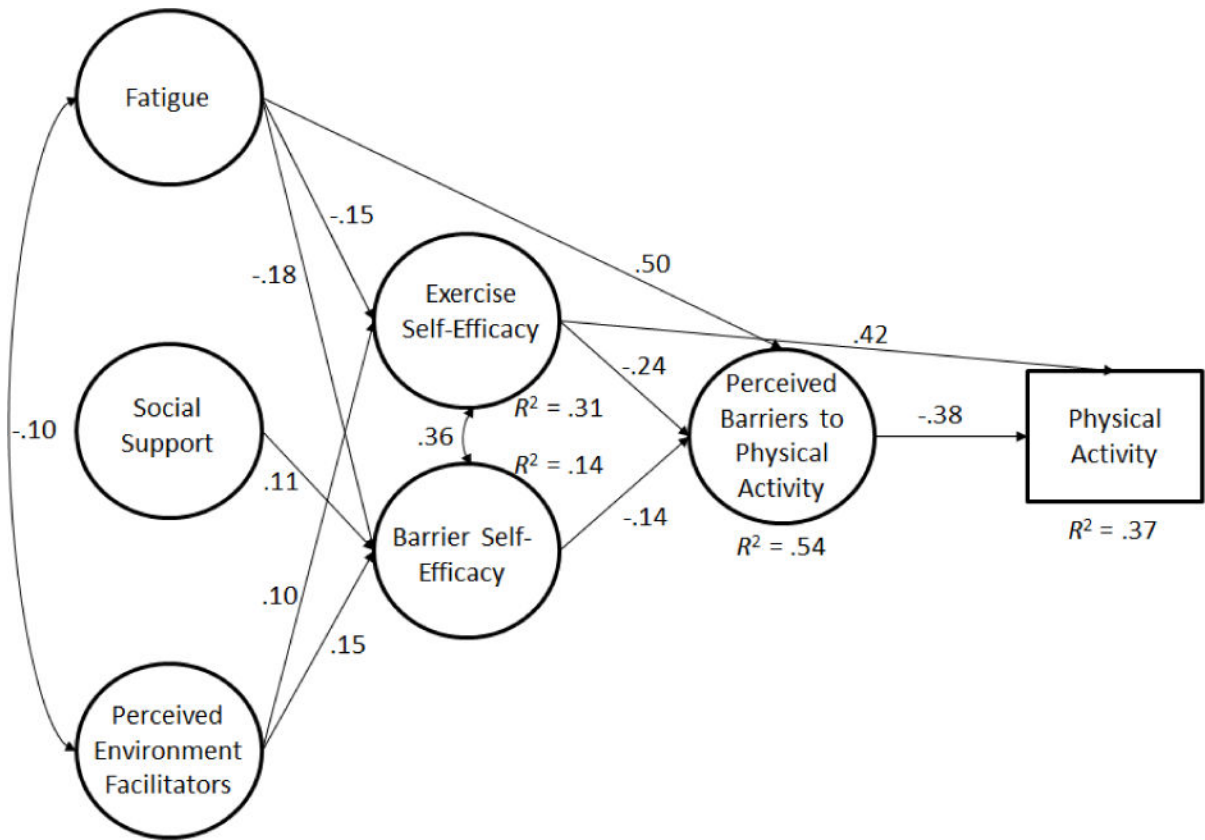 Fatigue
-.15
-.18
.50
Exercise
Self-Efficacy
.42
-.24
R² = .31
Social
Support
-.10
.36
Perceived
Barriers to
Physical
Activity
-.38
Physical
Activity
R² = .14
.11
-.14
R² = .54
R² = .37
Barrier Self-
Efficacy
.10
.15
Perceived
Environment
Facilitators